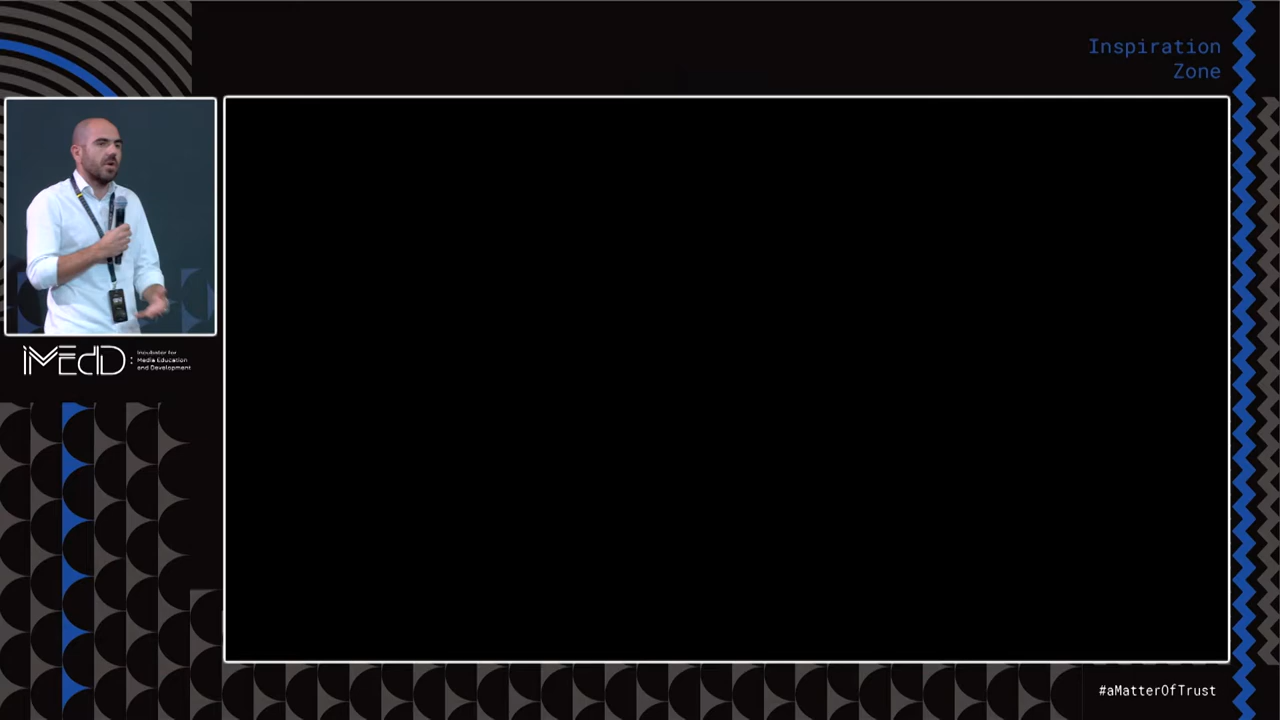 Inspiration
Zone
iMEdD: Incubator for
Media Education
and Development
#aMatterOfTrust